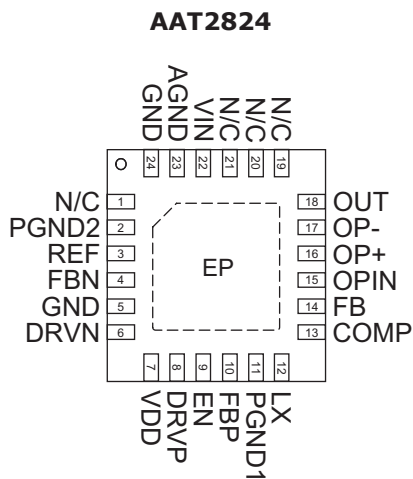 AAT2824
GND
AGND
VIN
N/C
N/C
N/C
24
23
22
21
20
19
N/C 1
PGND2 2
REF 3
FBN 4
GND 5
DRVN 6
EP
18 OUT
17 OP-
16 OP+
15 OPIN
14 FB
13 COMP
7
8
9
10
11
12
VDD
DRVP
EN
FBP
PGND1
LX